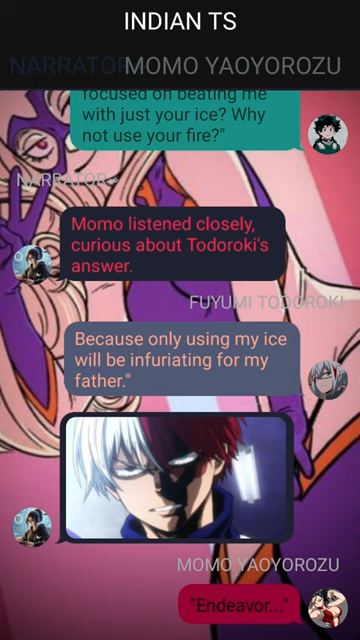 INDIAN TS
NARRATOR
MOMO YAOYOROZU
focused on beating me
with just your ice? Why
not use your fire?"
NARRATOR
Momo listened closely,
curious about Todoroki's
answer.
FUYUMI TODOROKI
Because only using my ice
will be infuriating for my
father."
MOMO YAOYOROZU
"Endeavor..."